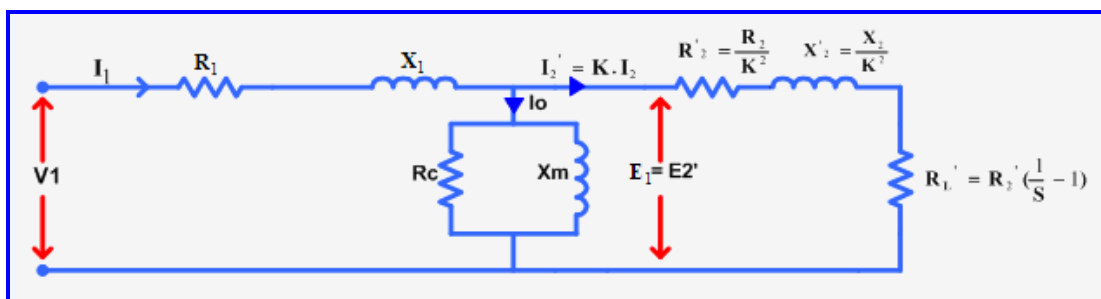 I₁
R₁
X₁
I₂' = K . I₂
R'₂ = R₂/K²
X'₂ = X₂/K²
Io
V1
Rc
Xm
E₁= E2'
R_L' = R₂' (1/S − 1)